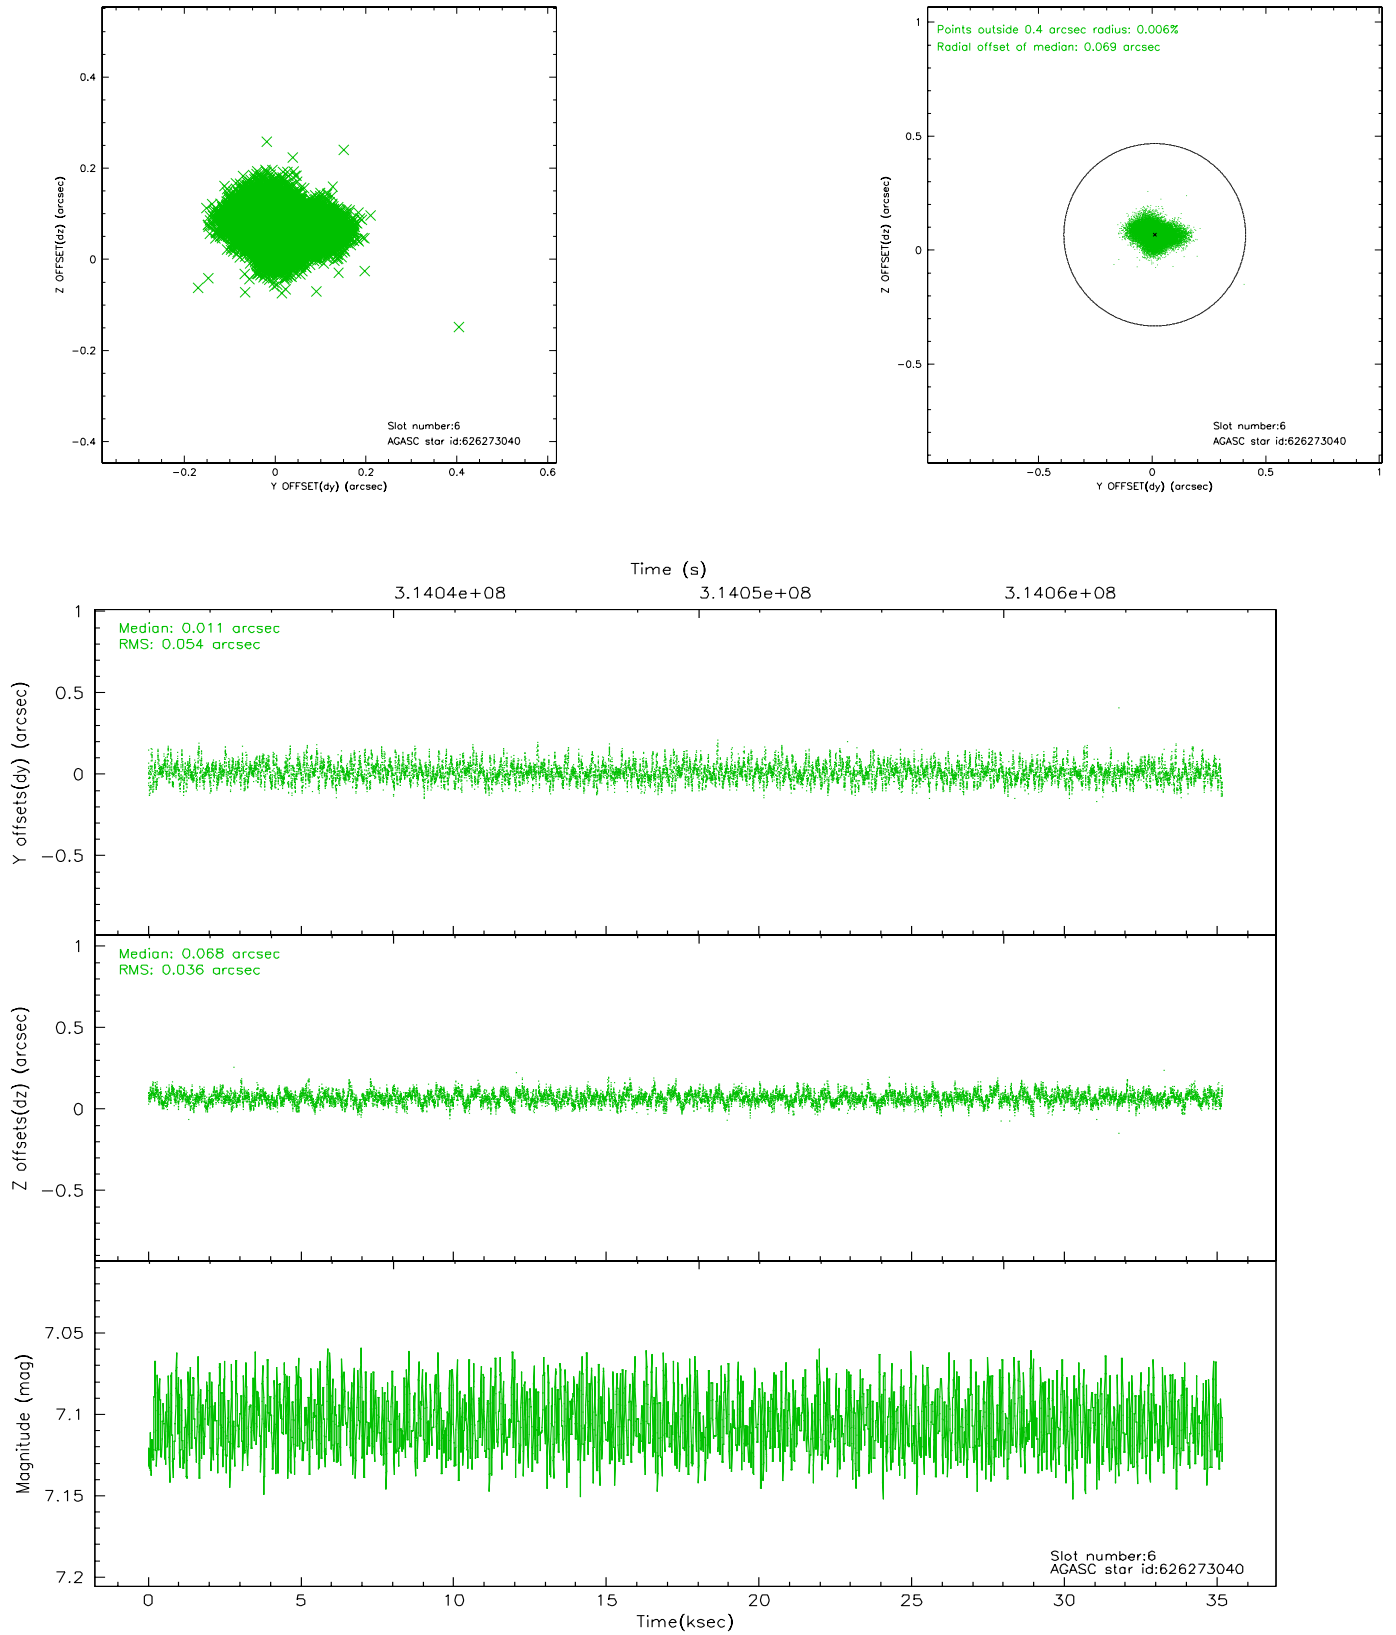 0.4
0.2
0
-0.2
-0.4
Z OFFSET(dz) (arcsec)
Slot number:6
AGASC star id:626273040
-0.2 0 0.2 0.4 0.6
Y OFFSET(dy) (arcsec)
Points outside 0.4 arcsec radius: 0.006%
Radial offset of median: 0.069 arcsec
1
0.5
0
-0.5
Z OFFSET(dz) (arcsec)
Slot number:6
AGASC star id:626273040
-0.5 0 0.5 1
Y OFFSET(dy) (arcsec)
Time (s)
3.1404e+08 3.1405e+08 3.1406e+08
Median: 0.011 arcsec
RMS: 0.054 arcsec
1
0.5
0
-0.5
Y offsets(dy) (arcsec)
Median: 0.068 arcsec
RMS: 0.036 arcsec
1
0.5
0
-0.5
Z offsets(dz) (arcsec)
7.05
7.1
7.15
7.2
Magnitude (mag)
Slot number:6
AGASC star id:626273040
0 5 10 15 20 25 30 35
Time(ksec)